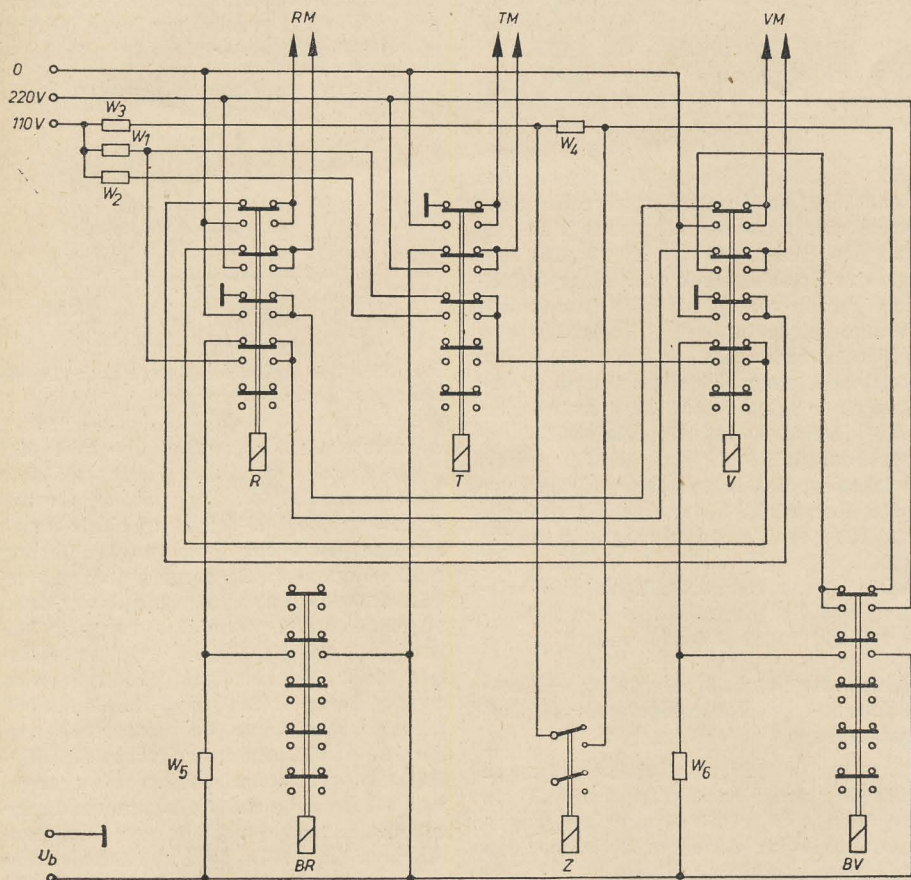 RM TM VM
0
220V
110V
W3
W1
W4
W2
R T V
W5 W6
Ub
BR Z BV